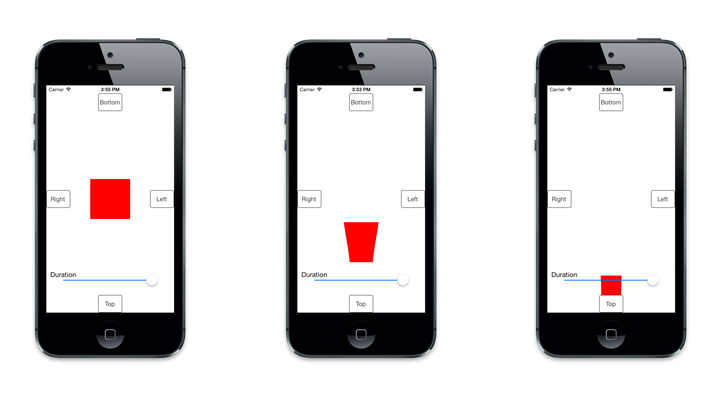 Carrier 3:55 PM
Bottom
Right Left
Duration
Top
Carrier 3:53 PM
Bottom
Right Left
Duration
Top
Carrier 3:55 PM
Bottom
Right Left
Duration
Top